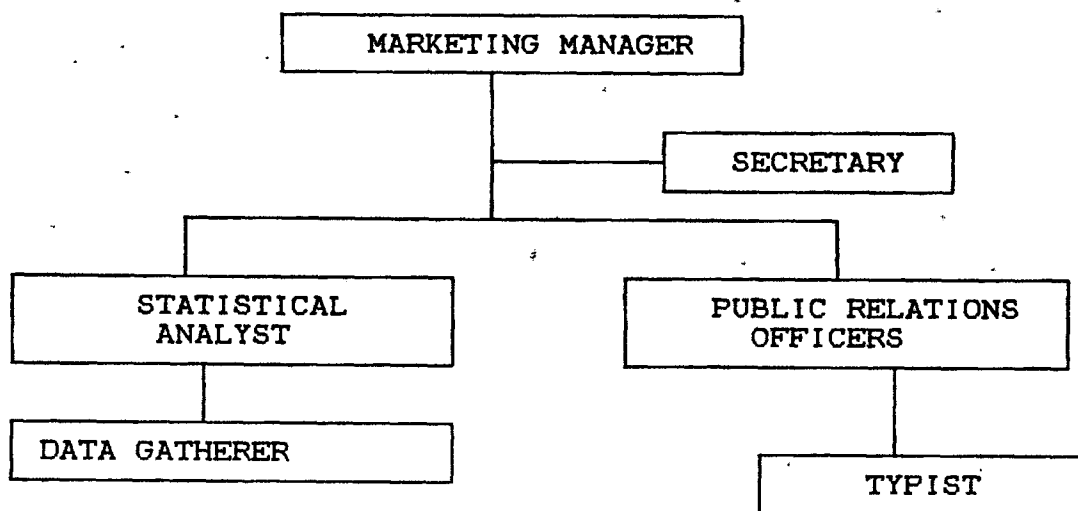 MARKETING MANAGER
SECRETARY
STATISTICAL
ANALYST
PUBLIC RELATIONS
OFFICERS
DATA GATHERER
TYPIST